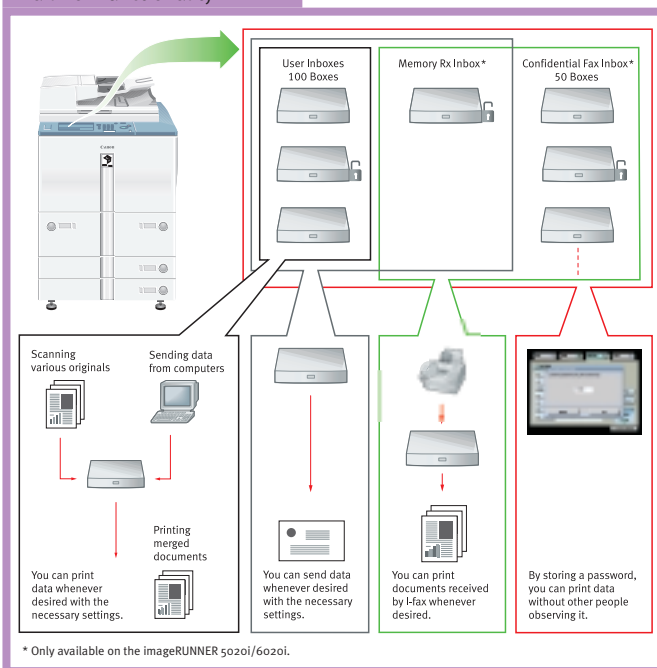 User Inboxes
100 Boxes
Memory Rx Inbox*
Confidential Fax Inbox*
50 Boxes
Canon
Scanning
various originals
Sending data
from computers
Printing
merged
documents
You can print
data whenever
desired with the
necessary settings.
You can send data
whenever desired
with the necessary
settings.
You can print
documents received
by I-fax whenever
desired.
By storing a password,
you can print data
without other people
observing it.
* Only available on the imageRUNNER 5020i/6020i.